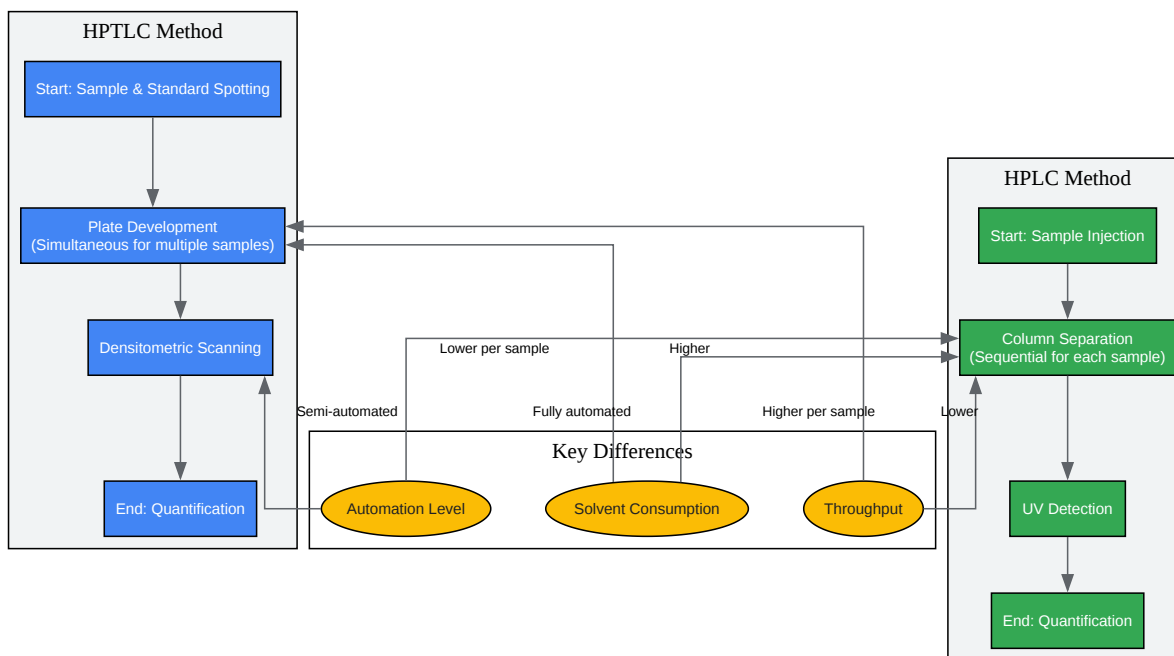 HPTLC Method
Start: Sample & Standard Spotting
Plate Development
(Simultaneous for multiple samples)
Densitometric Scanning
End: Quantification
HPLC Method
Start: Sample Injection
Column Separation
(Sequential for each sample)
UV Detection
End: Quantification
Lower per sample
Higher
Semi-automated
Fully automated
Higher per sample
Lower
Key Differences
Automation Level
Solvent Consumption
Throughput